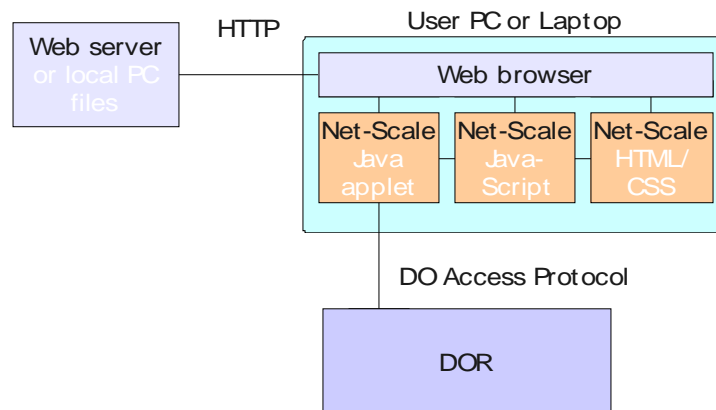 HTTP
User PC or Laptop
Web server
or local PC
files
Web browser
Net-Scale
Java
applet
Net-Scale
Java-
Script
Net-Scale
HTML/
CSS
DO Access Protocol
DOR